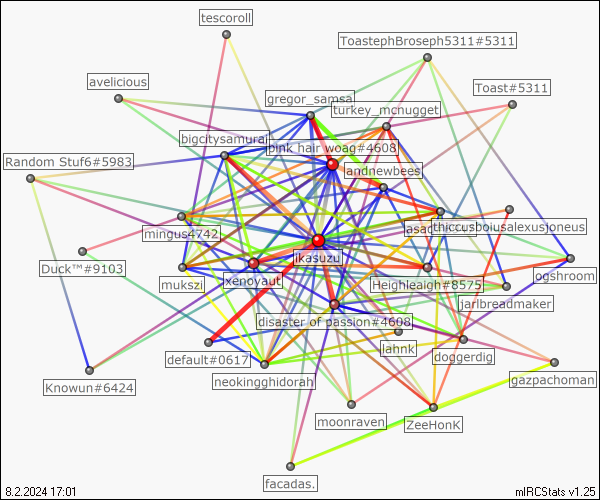 tescoroll
ToastephBroseph5311#5311
avelicious
Toast#5311
gregor_samsa
turkey_mcnugget
bigcitysamurai
pink hair woag#4608
Random Stuf6#5983
andnewbees
mingus4742
thiccusboiusalexusjoneus
ikasuzu
Duck™#9103
xenovaut
mukszi
Heighleaigh#8575
ogshroom
jarlbreadmaker
disaster of passion#4608
lahnk
default#0617
doggerdig
Knowun#6424
neokingghidorah
gazpachoman
moonraven
ZeeHonK
facadas.
8.2.2024 17:01
mIRCStats v1.25